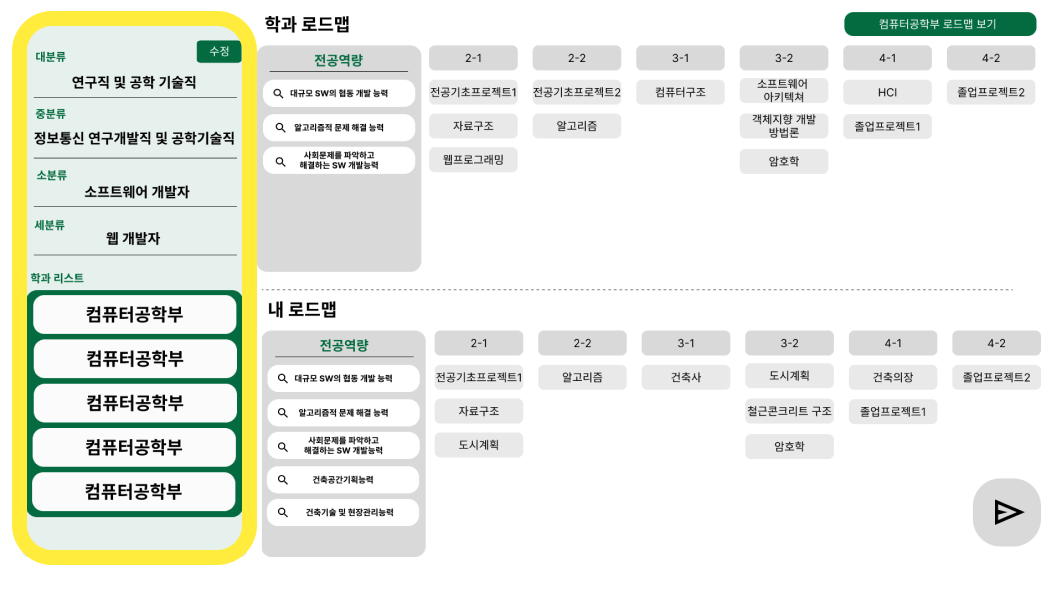 수정
대분류
연구직 및 공학 기술직
중분류
정보통신 연구개발직 및 공학기술직
소분류
소프트웨어 개발자
세분류
웹 개발자
학과 리스트
컴퓨터공학부
컴퓨터공학부
컴퓨터공학부
컴퓨터공학부
컴퓨터공학부
학과 로드맵
컴퓨터공학부 로드맵 보기
전공역량
대규모 SW의 협동 개발 능력
알고리즘적 문제 해결 능력
사회문제를 파악하고
해결하는 SW 개발능력
2-1
2-2
3-1
3-2
4-1
4-2
전공기초프로젝트1
전공기초프로젝트2
컴퓨터구조
소프트웨어
아키텍쳐
HCI
졸업프로젝트2
자료구조
알고리즘
객체지향 개발
방법론
졸업프로젝트1
웹프로그래밍
암호학
내 로드맵
전공역량
대규모 SW의 협동 개발 능력
알고리즘적 문제 해결 능력
사회문제를 파악하고
해결하는 SW 개발능력
건축공간기획능력
건축기술 및 현장관리능력
2-1
2-2
3-1
3-2
4-1
4-2
전공기초프로젝트1
알고리즘
건축사
도시계획
건축의장
졸업프로젝트2
자료구조
철근콘크리트 구조
졸업프로젝트1
도시계획
암호학